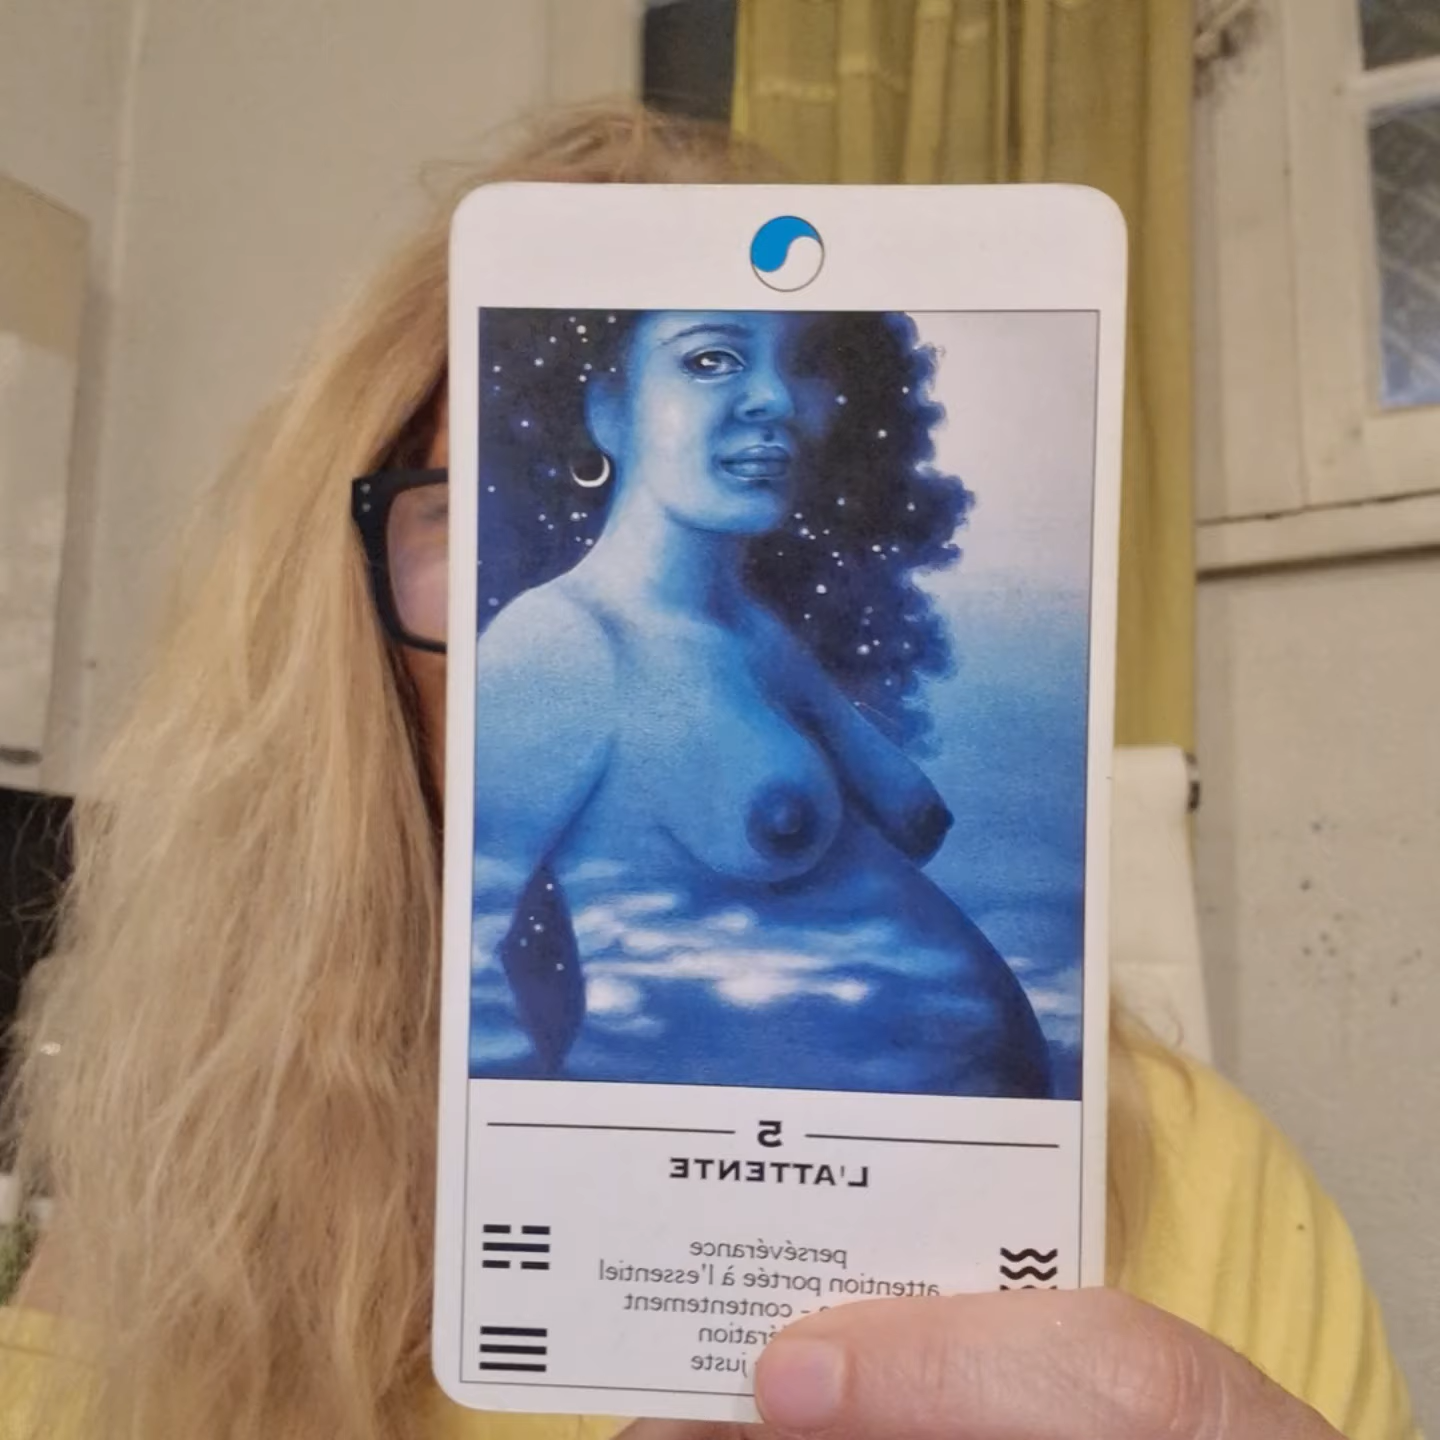 5
L'ATTENTE
persévérance
attention portée à l'essentiel
- contentement
juste